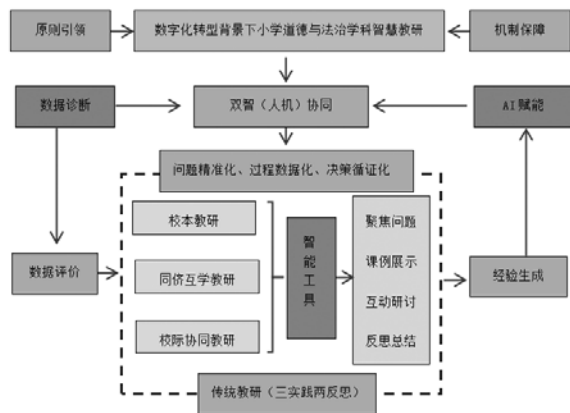 原则引领
数字化转型背景下小学道德与法治学科智慧教研
机制保障
数据诊断
双智（人机）协同
AI赋能
问题精准化、过程数据化、决策循证化
校本教研
同侪互学教研
校际协同教研
智能工具
聚焦问题
课例展示
互动研讨
反思总结
数据评价
经验生成
传统教研（三实践两反思）